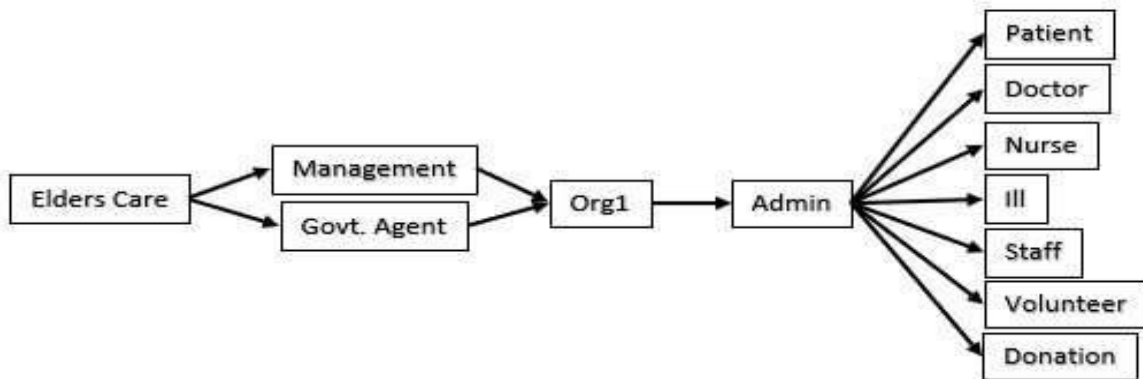 Elders Care
Management
Govt. Agent
Org1
Admin
Patient
Doctor
Nurse
Ill
Staff
Volunteer
Donation